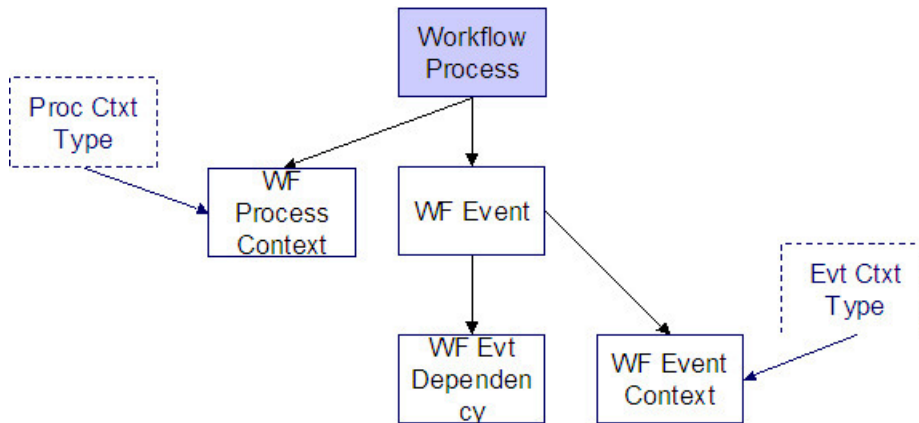 Workflow
Process
Proc Ctxt
Type
WF
Process
Context
WF Event
Evt Ctxt
Type
WF Evt
Dependen
cy
WF Event
Context